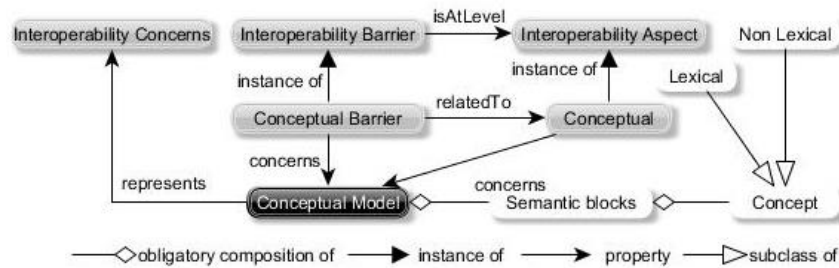 Interoperability Concerns
Interoperability Barrier
isAtLevel
Interoperability Aspect
Non Lexical
instance of
instance of
Lexical
Conceptual Barrier
relatedTo
Conceptual
concerns
represents
concerns
Conceptual Model
Semantic blocks
Concept
obligatory composition of
instance of
property
subclass of